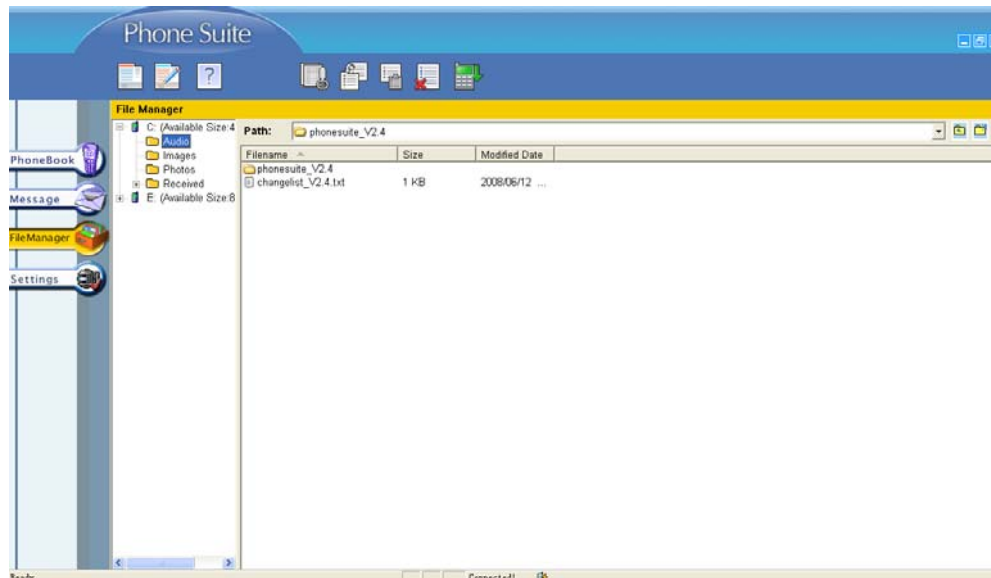 Phone Suite
File Manager
C: (Available Size:4
Audio
Images
Photos
Received
E: (Available Size:8
Path: phonesuite_V2.4
Filename Size Modified Date
phonesuite_V2.4
changelist_V2.4.txt 1 KB 2008/06/12 ...
PhoneBook
Message
FileManager
Settings
Ready Connected!